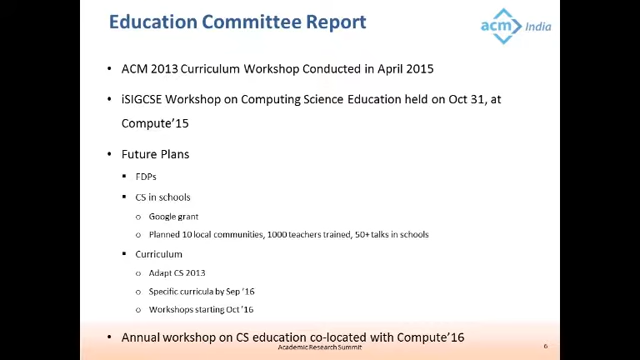 Education Committee Report
acm India
• ACM 2013 Curriculum Workshop Conducted in April 2015
• iSIGCSE Workshop on Computing Science Education held on Oct 31, at
Compute'15
• Future Plans
▪ FDPs
▪ CS in schools
o Google grant
o Planned 10 local communities, 1000 teachers trained, 50+ talks in schools
▪ Curriculum
o Adapt CS 2013
o Specific curricula by Sep '16
o Workshops starting Oct'16
• Annual workshop on CS education co-located with Compute'16
Academic Research Summit
6